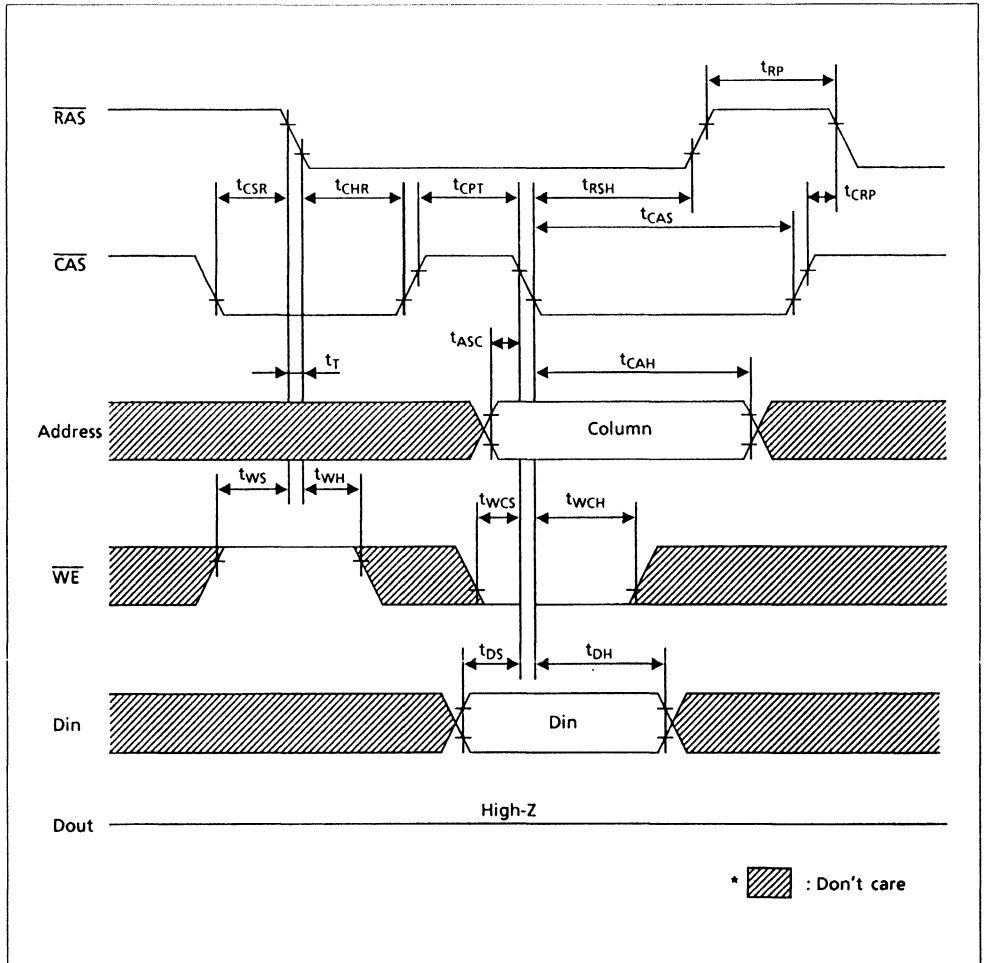 tRP
RAS
tCSR tCHR tCPT tRSH tCRP
tCAS
CAS
tASC
tT tCAH
Address Column
tWS tWH tWCS tWCH
WE
tDS tDH
Din Din
High-Z
Dout
* : Don't care